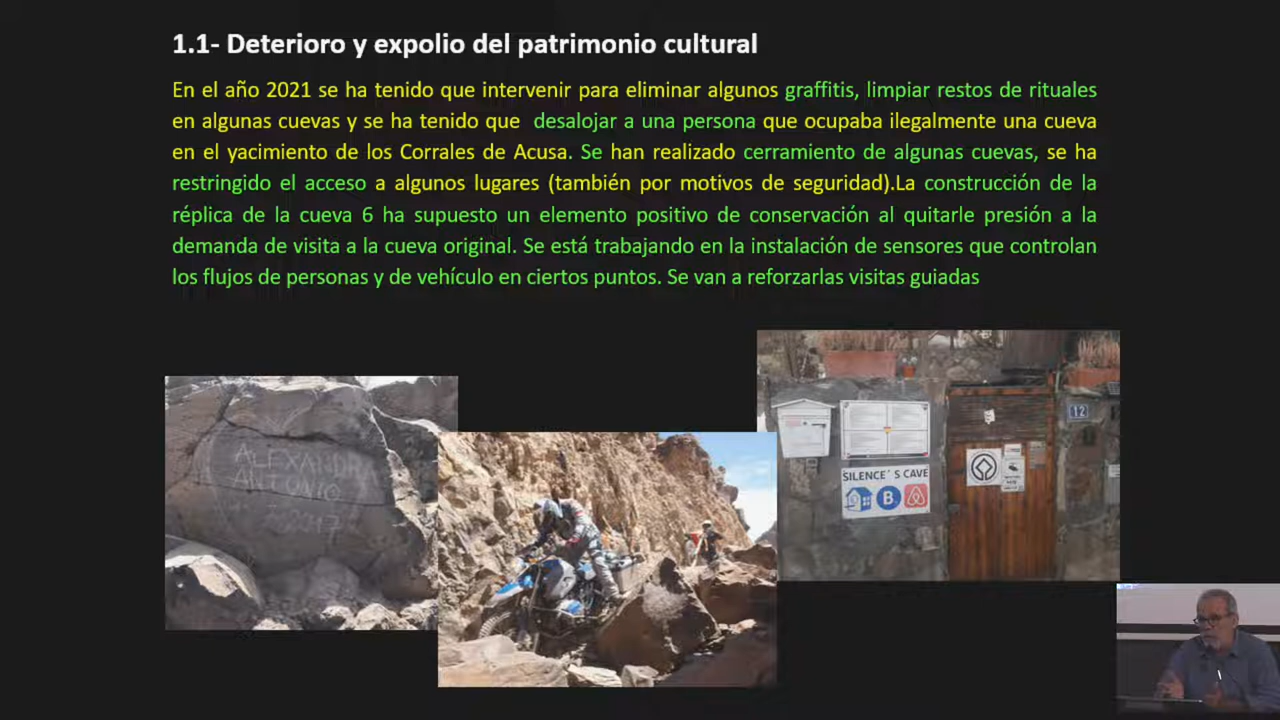 1.1- Deterioro y expolio del patrimonio cultural
En el año 2021 se ha tenido que intervenir para eliminar algunos graffitis, limpiar restos de rituales
en algunas cuevas y se ha tenido que desalojar a una persona que ocupaba ilegalmente una cueva
en el yacimiento de los Corrales de Acusa. Se han realizado cerramiento de algunas cuevas, se ha
restringido el acceso a algunos lugares (también por motivos de seguridad).La construcción de la
réplica de la cueva 6 ha supuesto un elemento positivo de conservación al quitarle presión a la
demanda de visita a la cueva original. Se está trabajando en la instalación de sensores que controlan
los flujos de personas y de vehículo en ciertos puntos. Se van a reforzarlas visitas guiadas
ALEXANDRA
ANTONIO
12
SILENCE´S CAVE
B